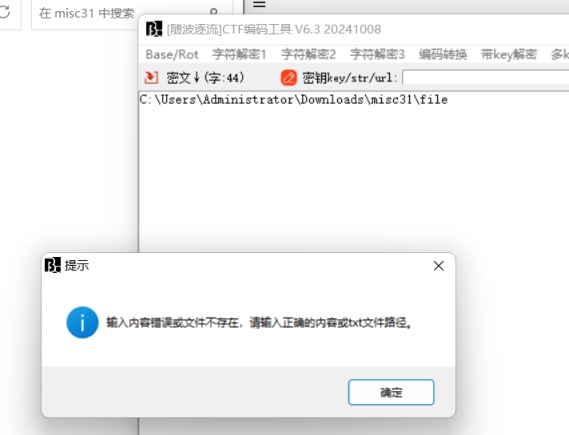 在 misc31 中搜索
[随波逐流]CTF编码工具 V6.3 20241008
Base/Rot 字符解密1 字符解密2 字符解密3 编码转换 带key解密 多k
密文↓(字:44) 密钥key/str/url:
C:\Users\Administrator\Downloads\misc31\file
提示
输入内容错误或文件不存在，请输入正确的内容或txt文件路径。
确定